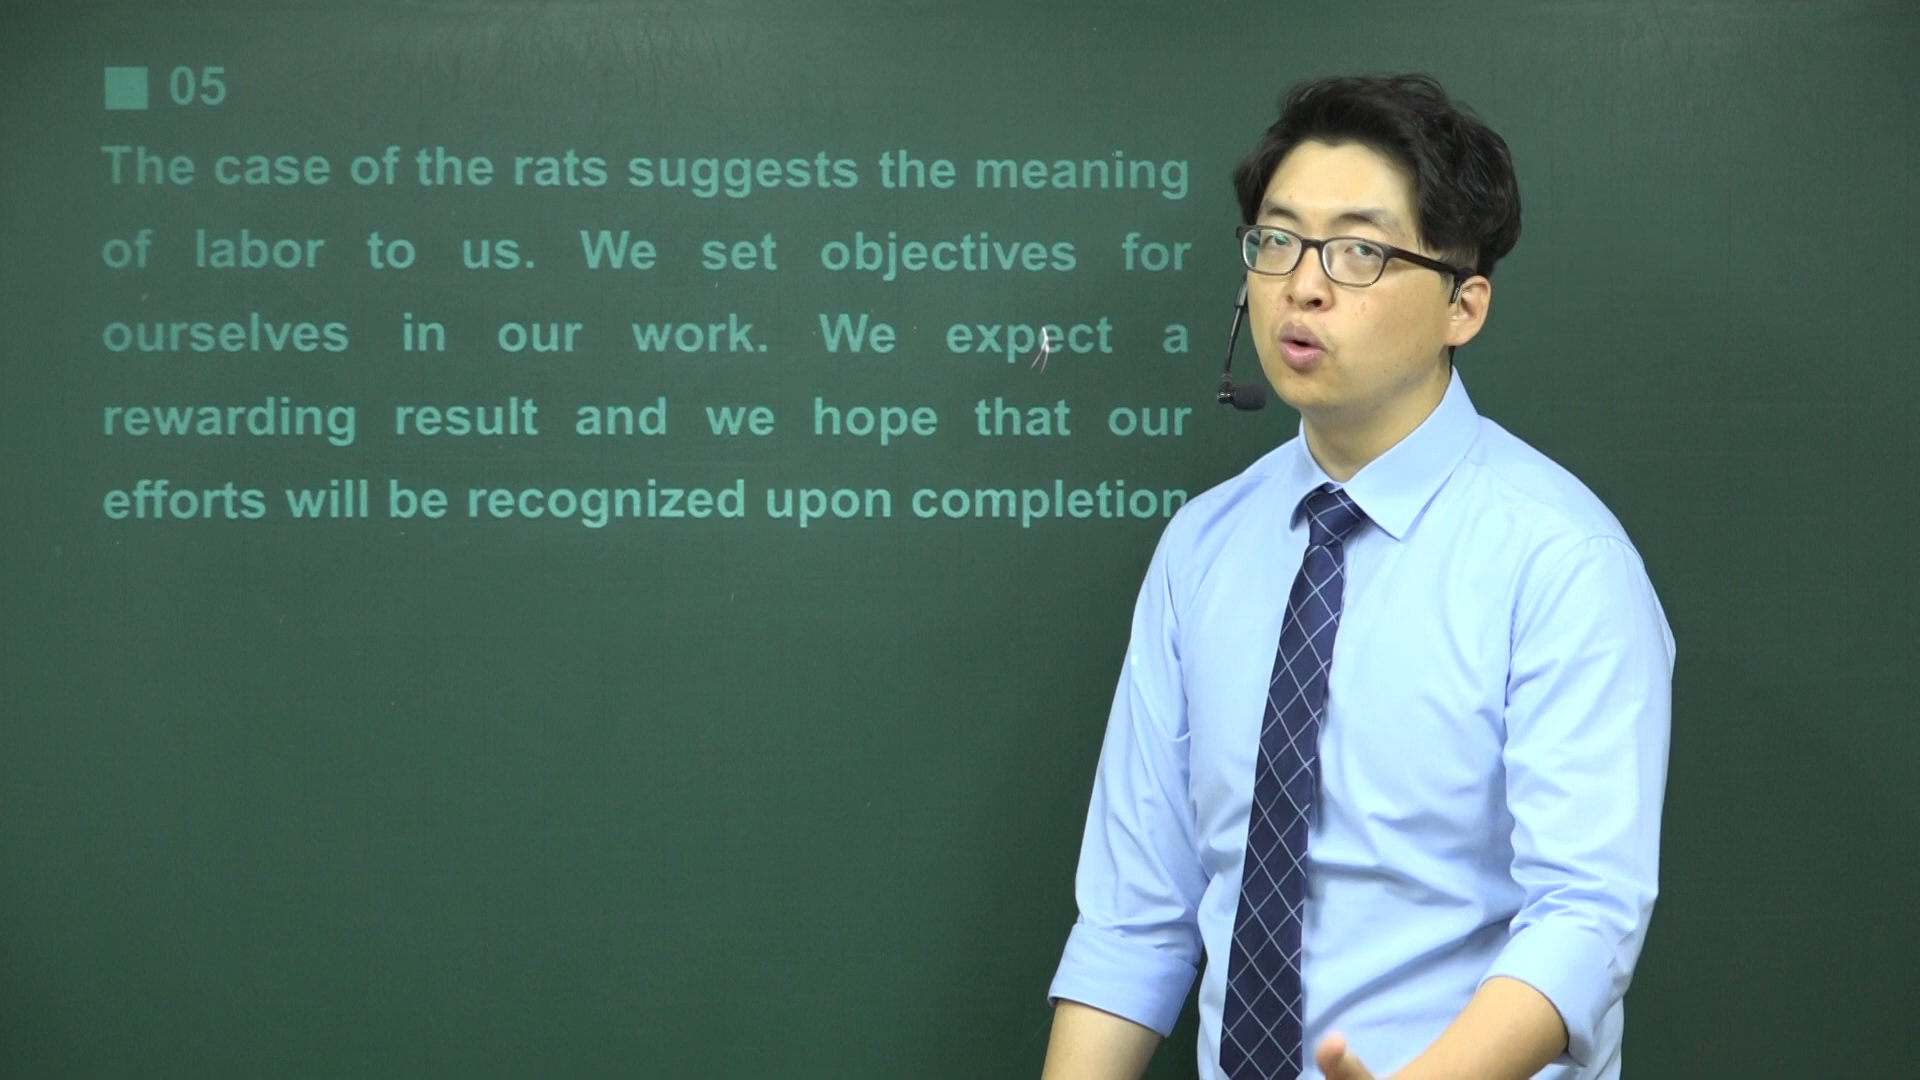 ■ 05
The case of the rats suggests the meaning
of labor to us. We set objectives for
ourselves in our work. We expect a
rewarding result and we hope that our
efforts will be recognized upon completion